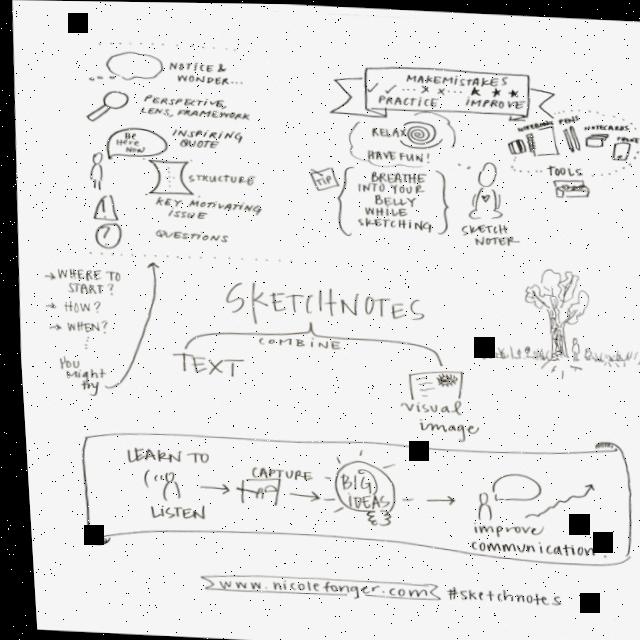 NOTICE &
WONDER...
PERSPECTIVE,
LENS, FRAMEWORK
Be
Here
Now
INSPIRING
QUOTE
STRUCTURE
KEY MOTIVATING
ISSUE
?
QUESTIONS
MAKE MISTAKES
PRACTICE IMPROVE
RELAX
HAVE FUN!
TIP
BREATHE
INTO YOUR
BELLY
WHILE
SKETCHING
SKETCH
NOTER
NOTEBOOK PENS
NOTECARDS
TOOLS
→ WHERE TO
START?
→ HOW?
→ WHEN?
You
Might
Try
SKETCHNOTES
COMBINE
TEXT
visual
image
LEARN TO
LISTEN
CAPTURE
BIG
IDEAS
improve
communication
www.nicolefonger.com
#sketchnotes